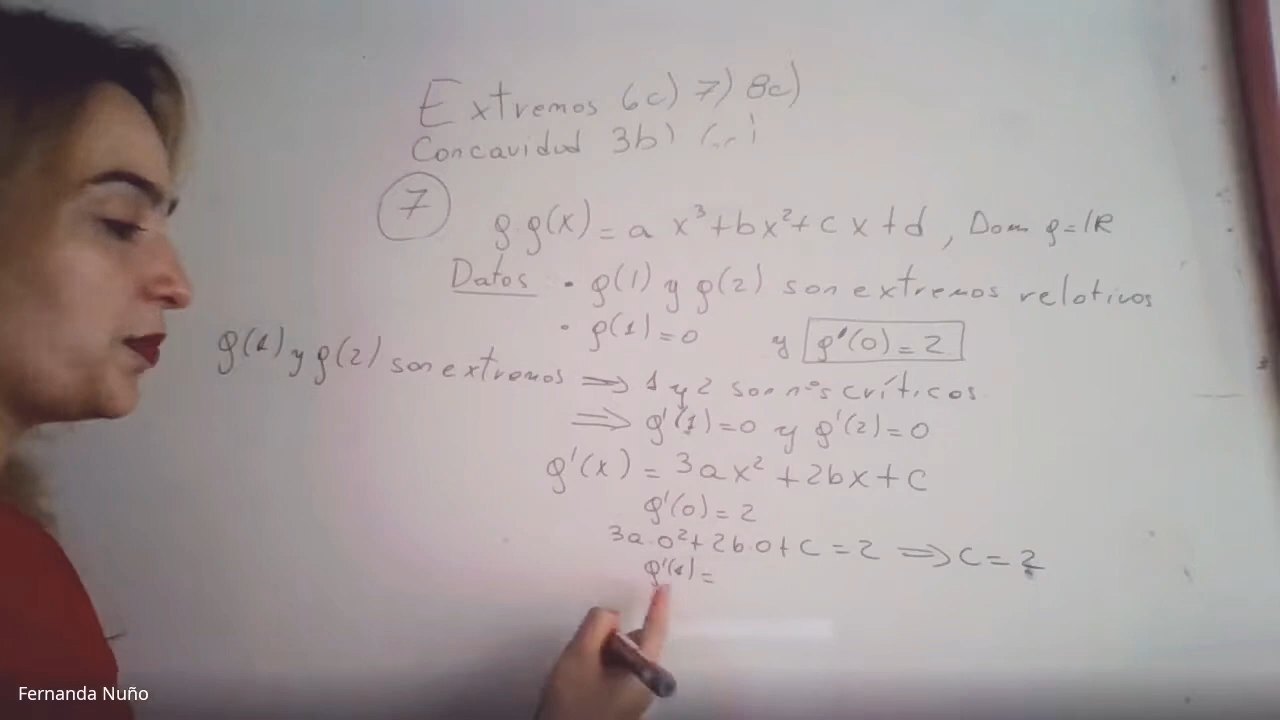 Extremos 6c) 7) 8c)
Concavidad 3b)
7
g: g(x) = a x³ + b x² + c x + d , Dom g = IR
Datos • g(1) y g(2) son extremos relativos
• g(1) = 0 y g'(0) = 2
g(1) y g(2) son extremos ⇒ 1 y 2 son nºs críticos
⇒ g'(1) = 0 y g'(2) = 0
g'(x) = 3ax² + 2bx + c
g'(0) = 2
3a.0² + 2b.0 + c = 2 ⇒ c = 2
g'(1) =
Fernanda Nuño